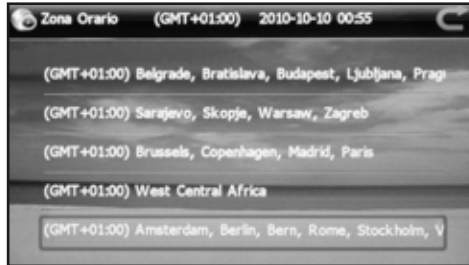 Zona Orario (GMT+01:00) 2010-10-10 00:55
(GMT+01:00) Belgrade, Bratislava, Budapest, Ljubljana, Pragu
(GMT+01:00) Sarajevo, Skopje, Warsaw, Zagreb
(GMT+01:00) Brussels, Copenhagen, Madrid, Paris
(GMT+01:00) West Central Africa
(GMT+01:00) Amsterdam, Berlin, Bern, Rome, Stockholm, V